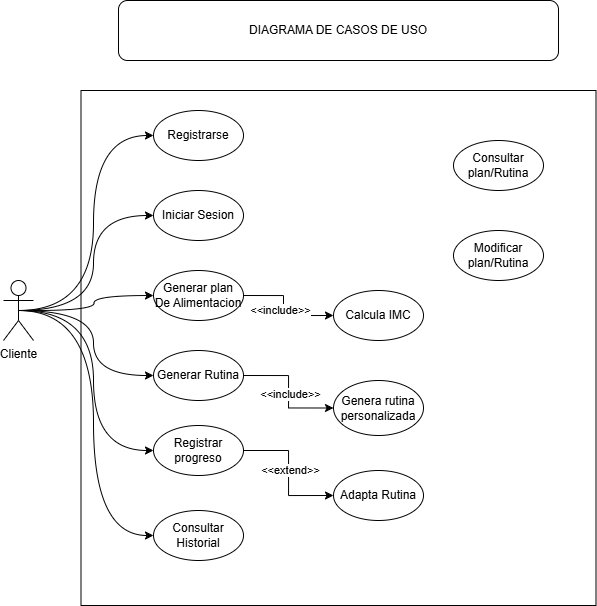 DIAGRAMA DE CASOS DE USO
Registrarse
Consultar
plan/Rutina
Iniciar Sesion
Modificar
plan/Rutina
Generar plan
De Alimentacion
<<include>>
Calcula IMC
Cliente
Generar Rutina
<<include>>
Genera rutina
personalizada
Registrar
progreso
<<extend>>
Adapta Rutina
Consultar
Historial